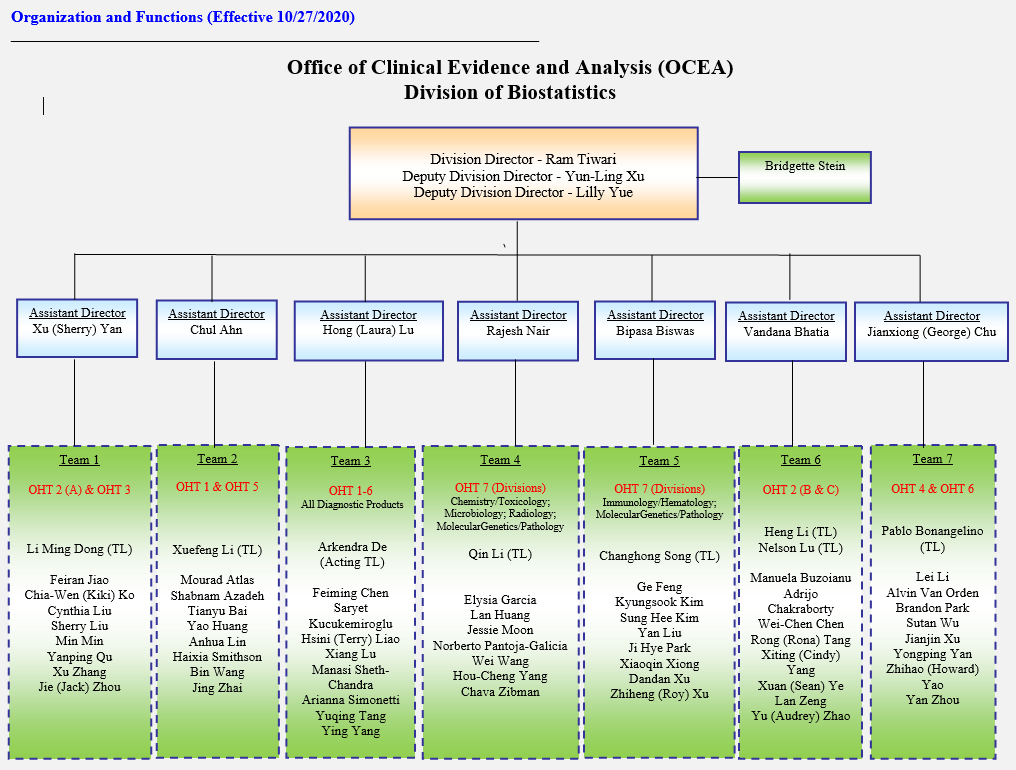 Organization and Functions (Effective 10/27/2020)
Office of Clinical Evidence and Analysis (OCEA)
Division of Biostatistics
Division Director - Ram Tiwari
Deputy Division Director - Yun-Ling Xu
Deputy Division Director - Lilly Yue
Bridgette Stein
Assistant Director
Xu (Sherry) Yan
Assistant Director
Chul Ahn
Assistant Director
Hong (Laura) Lu
Assistant Director
Rajesh Nair
Assistant Director
Bipasa Biswas
Assistant Director
Vandana Bhatia
Assistant Director
Jianxiong (George) Chu
Team 1
OHT 2 (A) & OHT 3
Li Ming Dong (TL)
Feiran Jiao
Chia-Wen (Kiki) Ko
Cynthia Liu
Sherry Liu
Min Min
Yanping Qu
Xu Zhang
Jie (Jack) Zhou
Team 2
OHT 1 & OHT 5
Xuefeng Li (TL)
Mourad Atlas
Shabnam Azadeh
Tianyu Bai
Yao Huang
Anhua Lin
Haixia Smithson
Bin Wang
Jing Zhai
Team 3
OHT 1-6
All Diagnostic Products
Arkendra De
(Acting TL)
Feiming Chen
Saryet
Kucukemiroglu
Hsini (Terry) Liao
Xiang Lu
Manasi Sheth-
Chandra
Arianna Simonetti
Yuqing Tang
Ying Yang
Team 4
OHT 7 (Divisions)
Chemistry/Toxicology;
Microbiology; Radiology;
MolecularGenetics/Pathology
Qin Li (TL)
Elysia Garcia
Lan Huang
Jessie Moon
Norberto Pantoja-Galicia
Wei Wang
Hou-Cheng Yang
Chava Zibman
Team 5
OHT 7 (Divisions)
Immunology/Hematology;
MolecularGenetics/Pathology
Changhong Song (TL)
Ge Feng
Kyungsook Kim
Sung Hee Kim
Yan Liu
Ji Hye Park
Xiaoqin Xiong
Dandan Xu
Zhiheng (Roy) Xu
Team 6
OHT 2 (B & C)
Heng Li (TL)
Nelson Lu (TL)
Manuela Buzoianu
Adrijo
Chakraborty
Wei-Chen Chen
Rong (Rona) Tang
Xiting (Cindy)
Yang
Xuan (Sean) Ye
Lan Zeng
Yu (Audrey) Zhao
Team 7
OHT 4 & OHT 6
Pablo Bonangelino
(TL)
Lei Li
Alvin Van Orden
Brandon Park
Sutan Wu
Jianjin Xu
Yongping Yan
Zhihao (Howard)
Yao
Yan Zhou